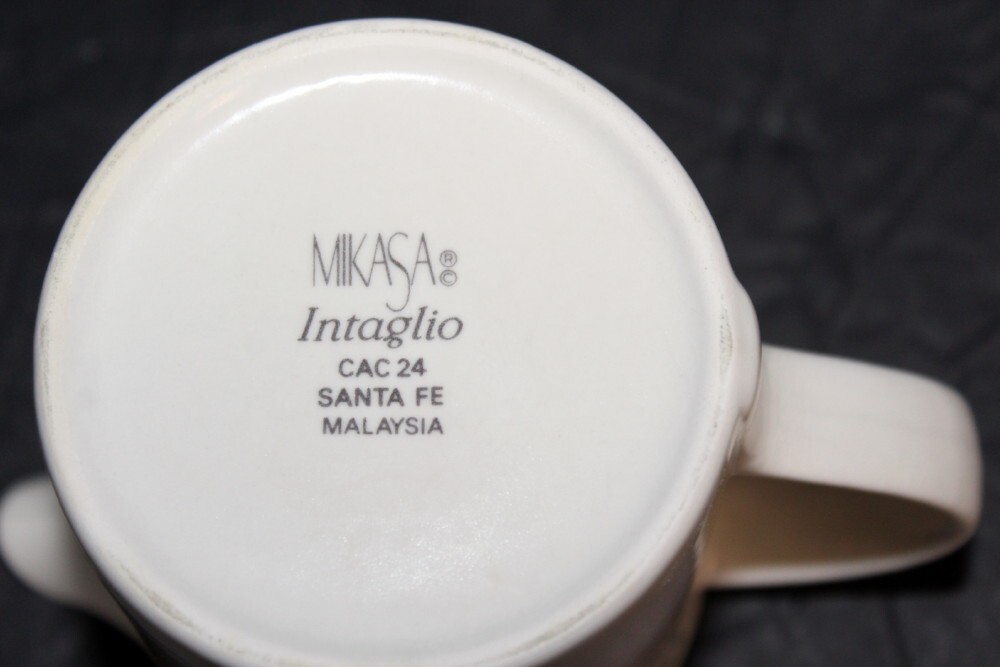 MIKASA ® ©
Intaglio
CAC 24
SANTA FE
MALAYSIA